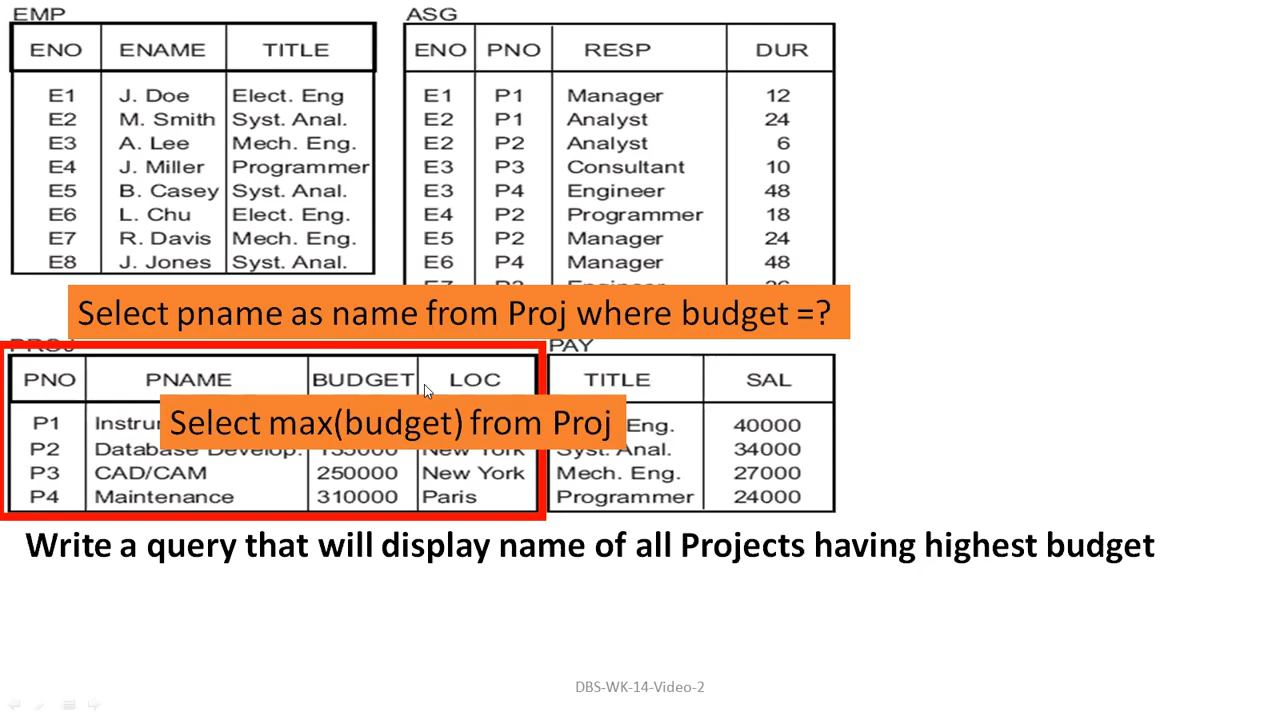 EMP
ENO ENAME TITLE
E1 J. Doe Elect. Eng
E2 M. Smith Syst. Anal.
E3 A. Lee Mech. Eng.
E4 J. Miller Programmer
E5 B. Casey Syst. Anal.
E6 L. Chu Elect. Eng.
E7 R. Davis Mech. Eng.
E8 J. Jones Syst. Anal.
ASG
ENO PNO RESP DUR
E1 P1 Manager 12
E2 P1 Analyst 24
E2 P2 Analyst 6
E3 P3 Consultant 10
E3 P4 Engineer 48
E4 P2 Programmer 18
E5 P2 Manager 24
E6 P4 Manager 48
Select pname as name from Proj where budget =?
PROJ
PNO PNAME BUDGET LOC
P1
P2 Database Develop. New York
P3 CAD/CAM 250000 New York
P4 Maintenance 310000 Paris
Select max(budget) from Proj
PAY
TITLE SAL
Eng. 40000
Syst. Anal. 34000
Mech. Eng. 27000
Programmer 24000
Write a query that will display name of all Projects having highest budget
DBS-WK-14-Video-2